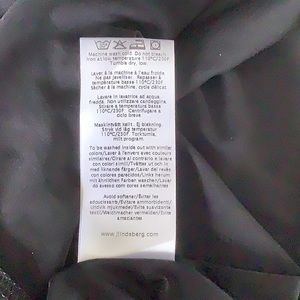 Machine wash cold. Do not bleach
Iron at low temperature 110°C/230F.
Tumble dry, low
Laver à la machine à l'eau froide
Ne pas javelliser. Repasser à
température basse 110°C/230F.
Sécher à la machine, cycle délicat
Lavare in lavatrice ad acqua
fredda. Non utilizzare candeggina
Stirare a temperatura bassa
110°C/230F. Centrifugare a
ciclo breve
Maskintvätt kallt. Ej blekning
Stryk vid låg temperatur
110°C/230F. Torktumla,
milt program.
To be washed inside out with similar
colors/Laver à l'envers avec couleurs
similaires/Girare al contrario e lavare
con colori simili/Tvättas ut och in
med liknande färger/Lavar del revés
con colores parecidos/Links herum
mit ähnlichen Farben waschen/Lavar
do avesso com cores semelhantes
Avoid softener/Éviter les
adoucissants/Evitare ammorbidenti/
Undvik mjukmedel/Evite suavizante
textil/Weichmacher vermeiden/Evite
amaciantes
www.jlindeberg.com